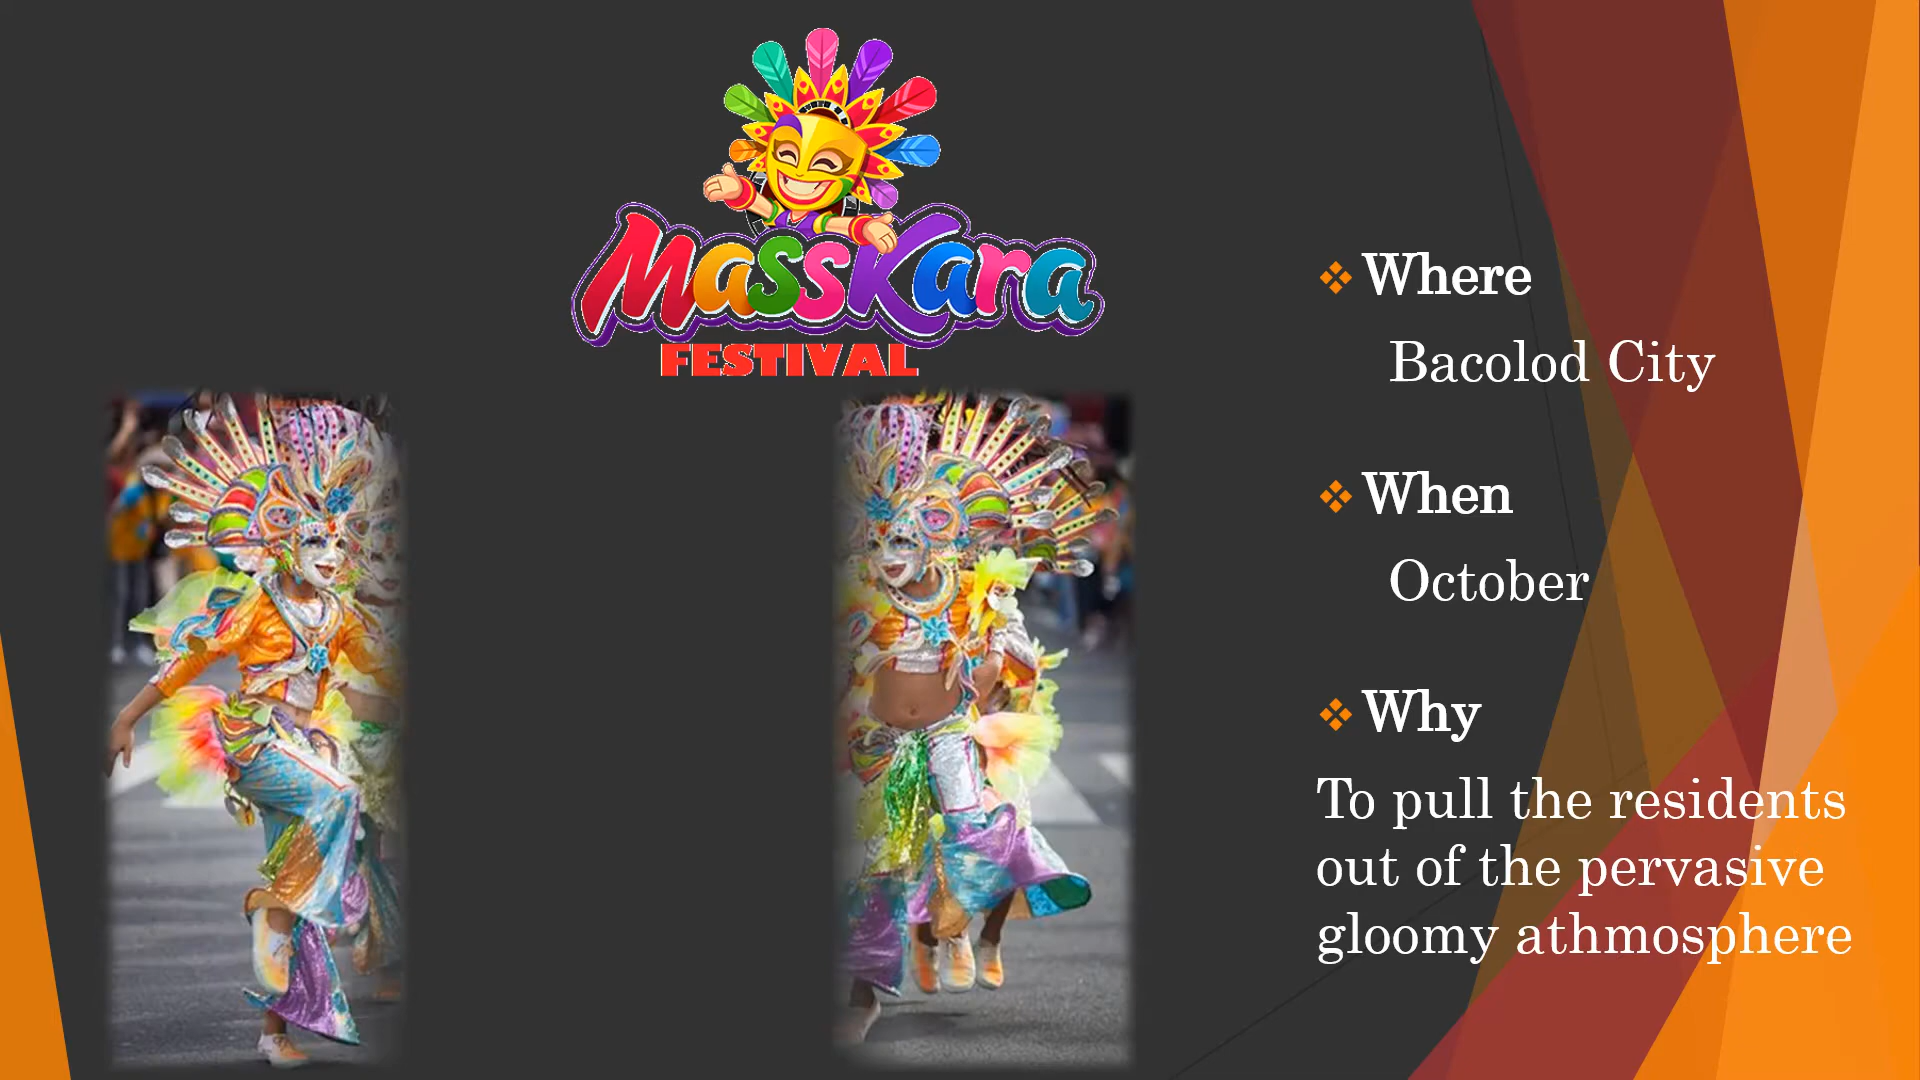 MassKara
FESTIVAL
Where
Bacolod City
When
October
Why
To pull the residents
out of the pervasive
gloomy athmosphere